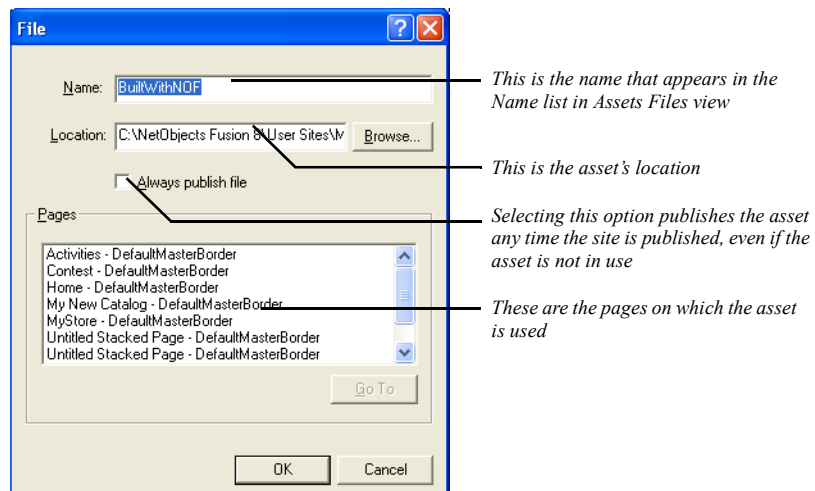 File
Name: BuiltWithNOF
This is the name that appears in the
Name list in Assets Files view
Location: C:\NetObjects Fusion 8\User Sites\M Browse...
This is the asset's location
Always publish file
Selecting this option publishes the asset
any time the site is published, even if the
asset is not in use
Pages
Activities - DefaultMasterBorder
Contest - DefaultMasterBorder
Home - DefaultMasterBorder
My New Catalog - DefaultMasterBorder
MyStore - DefaultMasterBorder
Untitled Stacked Page - DefaultMasterBorder
Untitled Stacked Page - DefaultMasterBorder
These are the pages on which the asset
is used
Go To
OK Cancel